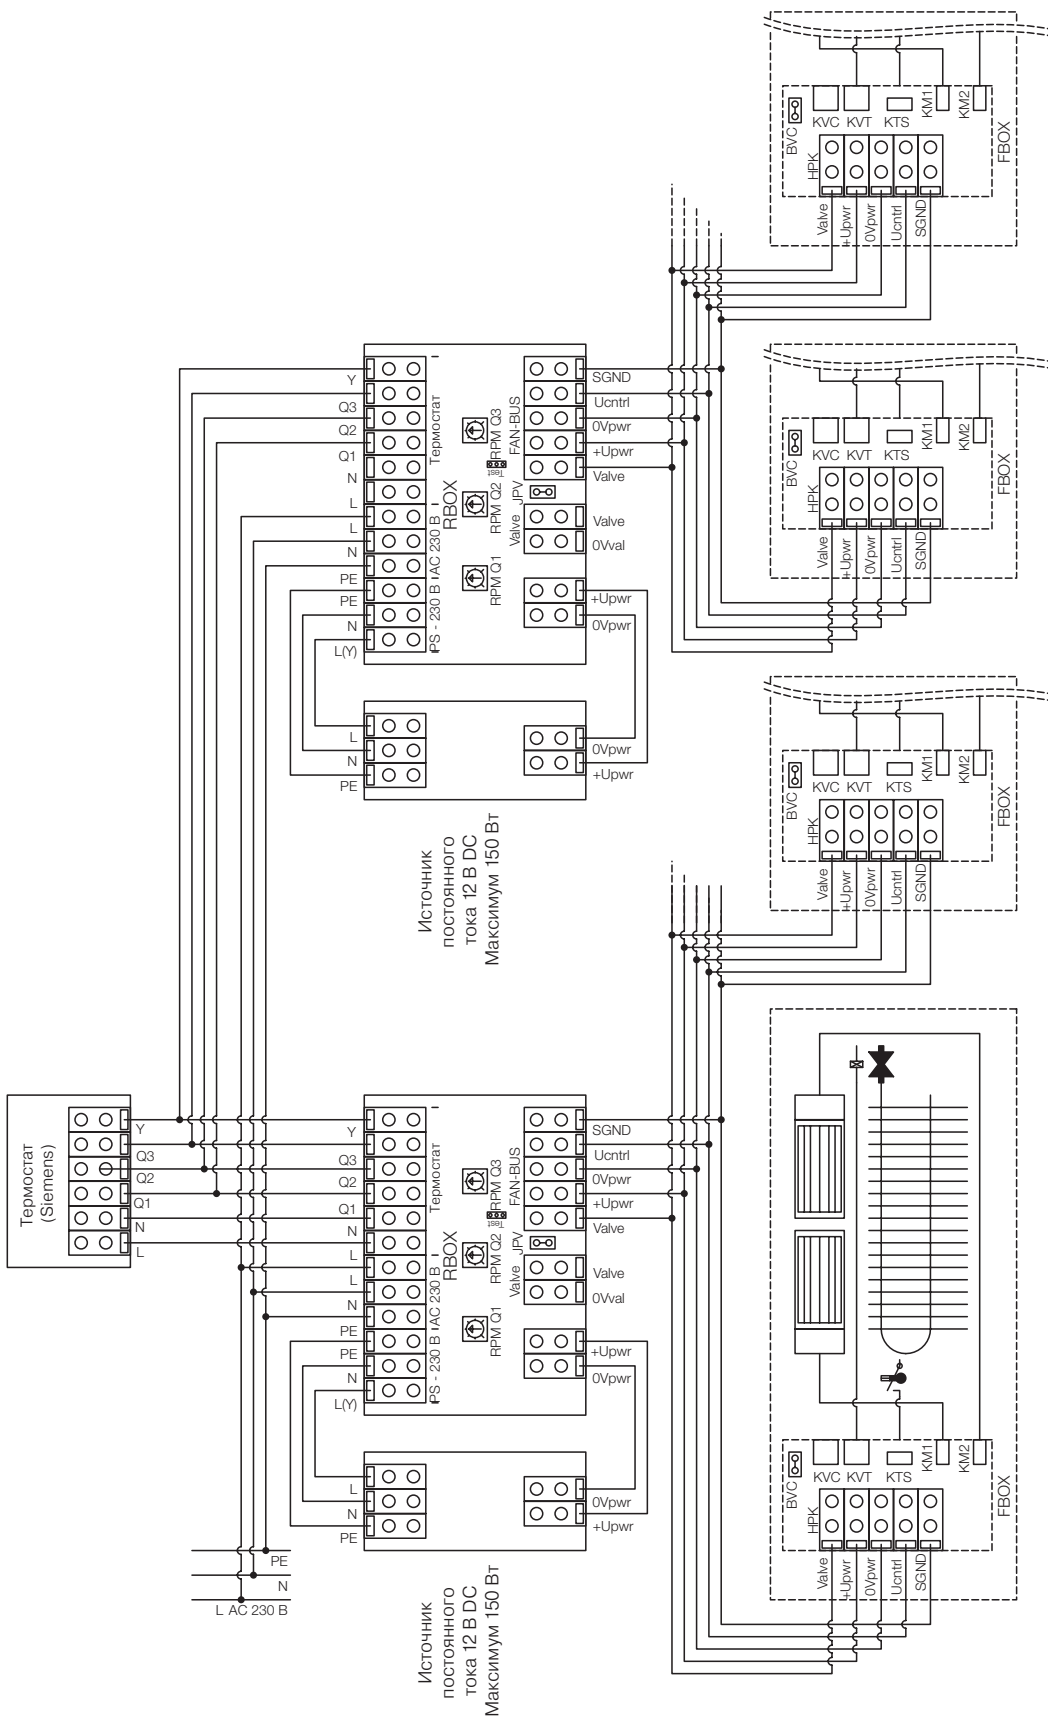 BVC
KVC
KVT
KTS
KM1
KM2
HPK
FBOX
Valve
+Upwr
0Vpwr
Ucntrl
SGND
Y
Q3
Q2
Q1
N
L
L
N
PE
PE
N
L(Y)
Термостат
AC 230 В
PS - 230 В
RBOX
RPM Q3
Test
RPM Q2
RPM Q1
FAN-BUS
JPV
Valve
SGND
Ucntrl
0Vpwr
+Upwr
Valve
Valve
0Vval
+Upwr
0Vpwr
BVC
KVC
KVT
KTS
KM1
KM2
HPK
FBOX
Valve
+Upwr
0Vpwr
Ucntrl
SGND
L
N
PE
0Vpwr
+Upwr
Источник
постоянного
тока 12 В DC
Максимум 150 Вт
BVC
KVC
KVT
KTS
KM1
KM2
HPK
FBOX
Valve
+Upwr
0Vpwr
Ucntrl
SGND
Термостат
(Siemens)
Y
Q3
Q2
Q1
N
L
Y
Q3
Q2
Q1
N
L
L
N
PE
PE
N
L(Y)
Термостат
AC 230 В
PS - 230 В
RBOX
RPM Q3
Test
RPM Q2
RPM Q1
FAN-BUS
JPV
Valve
SGND
Ucntrl
0Vpwr
+Upwr
Valve
Valve
0Vval
+Upwr
0Vpwr
L
N
PE
0Vpwr
+Upwr
Источник
постоянного
тока 12 В DC
Максимум 150 Вт
PE
N
L AC 230 В
BVC
KVC
KVT
KTS
KM1
KM2
HPK
FBOX
Valve
+Upwr
0Vpwr
Ucntrl
SGND